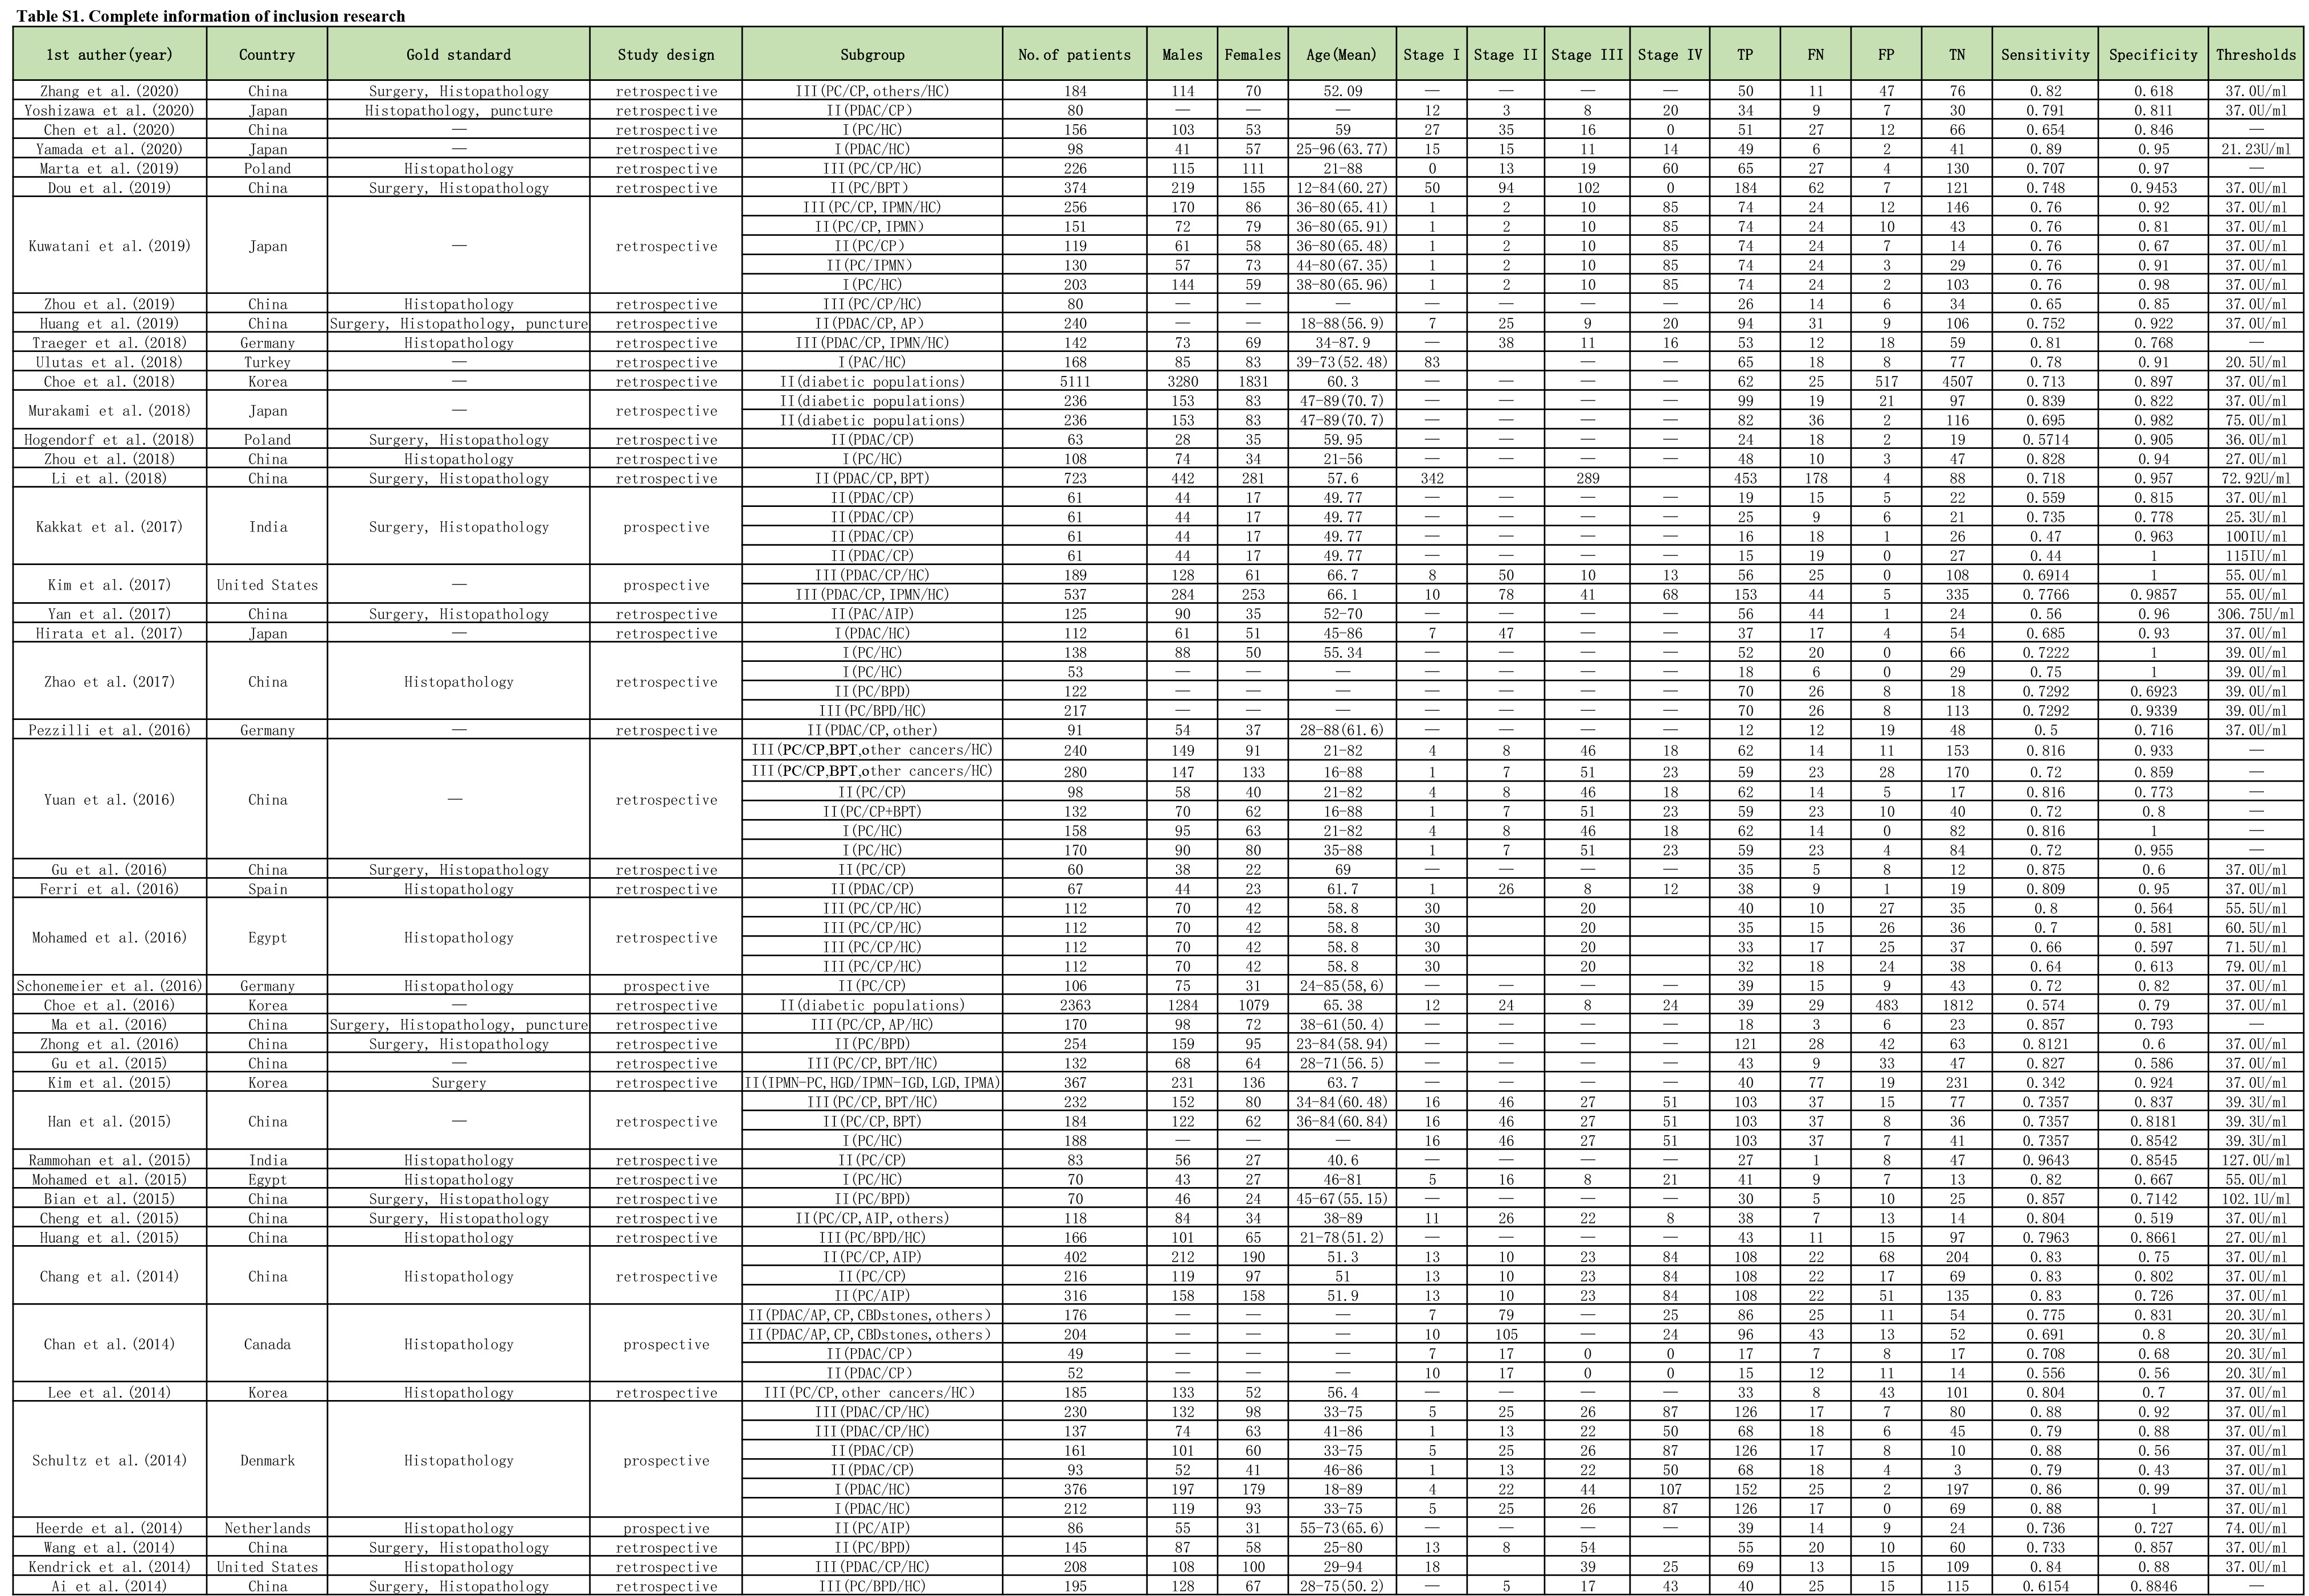 Table S1. Complete information of inclusion research
1st auther(year) Country Gold standard Study design Subgroup No.of patients Males Females Age(Mean) Stage I Stage II Stage III Stage IV TP FN FP TN Sensitivity Specificity Thresholds
Zhang et al.(2020) China Surgery, Histopathology retrospective III(PC/CP,others/HC) 184 114 70 52.09 — — — — 50 11 47 76 0.82 0.618 37.0U/ml
Yoshizawa et al.(2020) Japan Histopathology, puncture retrospective II(PDAC/CP) 80 — — — 12 3 8 20 34 9 7 30 0.791 0.811 37.0U/ml
Chen et al.(2020) China — retrospective I(PC/HC) 156 103 53 59 27 35 16 0 51 27 12 66 0.654 0.846 —
Yamada et al.(2020) Japan — retrospective I(PDAC/HC) 98 41 57 25-96(63.77) 15 15 11 14 49 6 2 41 0.89 0.95 21.23U/ml
Marta et al.(2019) Poland Histopathology retrospective III(PC/CP/HC) 226 115 111 21-88 0 13 19 60 65 27 4 130 0.707 0.97 —
Dou et al.(2019) China Surgery, Histopathology retrospective II(PC/BPT) 374 219 155 12-84(60.27) 50 94 102 0 184 62 7 121 0.748 0.9453 37.0U/ml
Kuwatani et al.(2019) Japan — retrospective III(PC/CP,IPMN/HC) 256 170 86 36-80(65.41) 1 2 10 85 74 24 12 146 0.76 0.92 37.0U/ml
II(PC/CP,IPMN) 151 72 79 36-80(65.91) 1 2 10 85 74 24 10 43 0.76 0.81 37.0U/ml
II(PC/CP) 119 61 58 36-80(65.48) 1 2 10 85 74 24 7 14 0.76 0.67 37.0U/ml
II(PC/IPMN) 130 57 73 44-80(67.35) 1 2 10 85 74 24 3 29 0.76 0.91 37.0U/ml
I(PC/HC) 203 144 59 38-80(65.96) 1 2 10 85 74 24 2 103 0.76 0.98 37.0U/ml
Zhou et al.(2019) China Histopathology retrospective III(PC/CP/HC) 80 — — — — — — — 26 14 6 34 0.65 0.85 37.0U/ml
Huang et al.(2019) China Surgery, Histopathology, puncture retrospective II(PDAC/CP,AP) 240 — — 18-88(56.9) 7 25 9 20 94 31 9 106 0.752 0.922 37.0U/ml
Traeger et al.(2018) Germany Histopathology retrospective III(PDAC/CP,IPMN/HC) 142 73 69 34-87.9 — 38 11 16 53 12 18 59 0.81 0.768 —
Ulutas et al.(2018) Turkey — retrospective I(PAC/HC) 168 85 83 39-73(52.48) 83 — — 65 18 8 77 0.78 0.91 20.5U/ml
Choe et al.(2018) Korea — retrospective II(diabetic populations) 5111 3280 1831 60.3 — — — — 62 25 517 4507 0.713 0.897 37.0U/ml
Murakami et al.(2018) Japan — retrospective II(diabetic populations) 236 153 83 47-89(70.7) — — — — 99 19 21 97 0.839 0.822 37.0U/ml
II(diabetic populations) 236 153 83 47-89(70.7) — — — — 82 36 2 116 0.695 0.982 75.0U/ml
Hogendorf et al.(2018) Poland Surgery, Histopathology retrospective II(PDAC/CP) 63 28 35 59.95 — — — — 24 18 2 19 0.5714 0.905 36.0U/ml
Zhou et al.(2018) China Histopathology retrospective I(PC/HC) 108 74 34 21-56 — — — — 48 10 3 47 0.828 0.94 27.0U/ml
Li et al.(2018) China Surgery, Histopathology retrospective II(PDAC/CP,BPT) 723 442 281 57.6 342 289 453 178 4 88 0.718 0.957 72.92U/ml
Kakkat et al.(2017) India Surgery, Histopathology prospective II(PDAC/CP) 61 44 17 49.77 — — — — 19 15 5 22 0.559 0.815 37.0U/ml
II(PDAC/CP) 61 44 17 49.77 — — — — 25 9 6 21 0.735 0.778 25.3U/ml
II(PDAC/CP) 61 44 17 49.77 — — — — 16 18 1 26 0.47 0.963 100IU/ml
II(PDAC/CP) 61 44 17 49.77 — — — — 15 19 0 27 0.44 1 115IU/ml
Kim et al.(2017) United States — prospective III(PDAC/CP/HC) 189 128 61 66.7 8 50 10 13 56 25 0 108 0.6914 1 55.0U/ml
III(PDAC/CP,IPMN/HC) 537 284 253 66.1 10 78 41 68 153 44 5 335 0.7766 0.9857 55.0U/ml
Yan et al.(2017) China Surgery, Histopathology retrospective II(PAC/AIP) 125 90 35 52-70 — — — — 56 44 1 24 0.56 0.96 306.75U/ml
Hirata et al.(2017) Japan — retrospective I(PDAC/HC) 112 61 51 45-86 7 47 — — 37 17 4 54 0.685 0.93 37.0U/ml
Zhao et al.(2017) China Histopathology retrospective I(PC/HC) 138 88 50 55.34 — — — — 52 20 0 66 0.7222 1 39.0U/ml
I(PC/HC) 53 — — — — — — — 18 6 0 29 0.75 1 39.0U/ml
II(PC/BPD) 122 — — — — — — — 70 26 8 18 0.7292 0.6923 39.0U/ml
III(PC/BPD/HC) 217 — — — — — — — 70 26 8 113 0.7292 0.9339 39.0U/ml
Pezzilli et al.(2016) Germany — retrospective II(PDAC/CP,other) 91 54 37 28-88(61.6) — — — — 12 12 19 48 0.5 0.716 37.0U/ml
Yuan et al.(2016) China — retrospective III(PC/CP,BPT,other cancers/HC) 240 149 91 21-82 4 8 46 18 62 14 11 153 0.816 0.933 —
III(PC/CP,BPT,other cancers/HC) 280 147 133 16-88 1 7 51 23 59 23 28 170 0.72 0.859 —
II(PC/CP) 98 58 40 21-82 4 8 46 18 62 14 5 17 0.816 0.773 —
II(PC/CP+BPT) 132 70 62 16-88 1 7 51 23 59 23 10 40 0.72 0.8 —
I(PC/HC) 158 95 63 21-82 4 8 46 18 62 14 0 82 0.816 1 —
I(PC/HC) 170 90 80 35-88 1 7 51 23 59 23 4 84 0.72 0.955 —
Gu et al.(2016) China Surgery, Histopathology retrospective II(PC/CP) 60 38 22 69 — — — — 35 5 8 12 0.875 0.6 37.0U/ml
Ferri et al.(2016) Spain Histopathology retrospective II(PDAC/CP) 67 44 23 61.7 1 26 8 12 38 9 1 19 0.809 0.95 37.0U/ml
Mohamed et al.(2016) Egypt Histopathology retrospective III(PC/CP/HC) 112 70 42 58.8 30 20 40 10 27 35 0.8 0.564 55.5U/ml
III(PC/CP/HC) 112 70 42 58.8 30 20 35 15 26 36 0.7 0.581 60.5U/ml
III(PC/CP/HC) 112 70 42 58.8 30 20 33 17 25 37 0.66 0.597 71.5U/ml
III(PC/CP/HC) 112 70 42 58.8 30 20 32 18 24 38 0.64 0.613 79.0U/ml
Schonemeier et al.(2016) Germany Histopathology prospective II(PC/CP) 106 75 31 24-85(58,6) — — — — 39 15 9 43 0.72 0.82 37.0U/ml
Choe et al.(2016) Korea — retrospective II(diabetic populations) 2363 1284 1079 65.38 12 24 8 24 39 29 483 1812 0.574 0.79 37.0U/ml
Ma et al.(2016) China Surgery, Histopathology, puncture retrospective III(PC/CP,AP/HC) 170 98 72 38-61(50.4) — — — — 18 3 6 23 0.857 0.793 —
Zhong et al.(2016) China Surgery, Histopathology retrospective II(PC/BPD) 254 159 95 23-84(58.94) — — — — 121 28 42 63 0.8121 0.6 37.0U/ml
Gu et al.(2015) China — retrospective III(PC/CP,BPT/HC) 132 68 64 28-71(56.5) — — — — 43 9 33 47 0.827 0.586 37.0U/ml
Kim et al.(2015) Korea Surgery retrospective II(IPMN-PC,HGD/IPMN-IGD,LGD,IPMA) 367 231 136 63.7 — — — — 40 77 19 231 0.342 0.924 37.0U/ml
Han et al.(2015) China — retrospective III(PC/CP,BPT/HC) 232 152 80 34-84(60.48) 16 46 27 51 103 37 15 77 0.7357 0.837 39.3U/ml
II(PC/CP,BPT) 184 122 62 36-84(60.84) 16 46 27 51 103 37 8 36 0.7357 0.8181 39.3U/ml
I(PC/HC) 188 — — — 16 46 27 51 103 37 7 41 0.7357 0.8542 39.3U/ml
Rammohan et al.(2015) India Histopathology retrospective II(PC/CP) 83 56 27 40.6 — — — — 27 1 8 47 0.9643 0.8545 127.0U/ml
Mohamed et al.(2015) Egypt Histopathology retrospective I(PC/HC) 70 43 27 46-81 5 16 8 21 41 9 7 13 0.82 0.667 55.0U/ml
Bian et al.(2015) China Surgery, Histopathology retrospective II(PC/BPD) 70 46 24 45-67(55.15) — — — — 30 5 10 25 0.857 0.7142 102.1U/ml
Cheng et al.(2015) China Surgery, Histopathology retrospective II(PC/CP,AIP,others) 118 84 34 38-89 11 26 22 8 38 7 13 14 0.804 0.519 37.0U/ml
Huang et al.(2015) China Histopathology retrospective III(PC/BPD/HC) 166 101 65 21-78(51.2) — — — — 43 11 15 97 0.7963 0.8661 27.0U/ml
Chang et al.(2014) China Histopathology retrospective II(PC/CP,AIP) 402 212 190 51.3 13 10 23 84 108 22 68 204 0.83 0.75 37.0U/ml
II(PC/CP) 216 119 97 51 13 10 23 84 108 22 17 69 0.83 0.802 37.0U/ml
II(PC/AIP) 316 158 158 51.9 13 10 23 84 108 22 51 135 0.83 0.726 37.0U/ml
Chan et al.(2014) Canada Histopathology prospective II(PDAC/AP,CP,CBDstones,others) 176 — — — 7 79 — 25 86 25 11 54 0.775 0.831 20.3U/ml
II(PDAC/AP,CP,CBDstones,others) 204 — — — 10 105 — 24 96 43 13 52 0.691 0.8 20.3U/ml
II(PDAC/CP) 49 — — — 7 17 0 0 17 7 8 17 0.708 0.68 20.3U/ml
II(PDAC/CP) 52 — — — 10 17 0 0 15 12 11 14 0.556 0.56 20.3U/ml
Lee et al.(2014) Korea Histopathology retrospective III(PC/CP,other cancers/HC) 185 133 52 56.4 — — — — 33 8 43 101 0.804 0.7 37.0U/ml
Schultz et al.(2014) Denmark Histopathology prospective III(PDAC/CP/HC) 230 132 98 33-75 5 25 26 87 126 17 7 80 0.88 0.92 37.0U/ml
III(PDAC/CP/HC) 137 74 63 41-86 1 13 22 50 68 18 6 45 0.79 0.88 37.0U/ml
II(PDAC/CP) 161 101 60 33-75 5 25 26 87 126 17 8 10 0.88 0.56 37.0U/ml
II(PDAC/CP) 93 52 41 46-86 1 13 22 50 68 18 4 3 0.79 0.43 37.0U/ml
I(PDAC/HC) 376 197 179 18-89 4 22 44 107 152 25 2 197 0.86 0.99 37.0U/ml
I(PDAC/HC) 212 119 93 33-75 5 25 26 87 126 17 0 69 0.88 1 37.0U/ml
Heerde et al.(2014) Netherlands Histopathology prospective II(PC/AIP) 86 55 31 55-73(65.6) — — — — 39 14 9 24 0.736 0.727 74.0U/ml
Wang et al.(2014) China Surgery, Histopathology retrospective II(PC/BPD) 145 87 58 25-80 13 8 54 55 20 10 60 0.733 0.857 37.0U/ml
Kendrick et al.(2014) United States Histopathology retrospective III(PDAC/CP/HC) 208 108 100 29-94 18 39 25 69 13 15 109 0.84 0.88 37.0U/ml
Ai et al.(2014) China Surgery, Histopathology retrospective III(PC/BPD/HC) 195 128 67 28-75(50.2) — 5 17 43 40 25 15 115 0.6154 0.8846 —